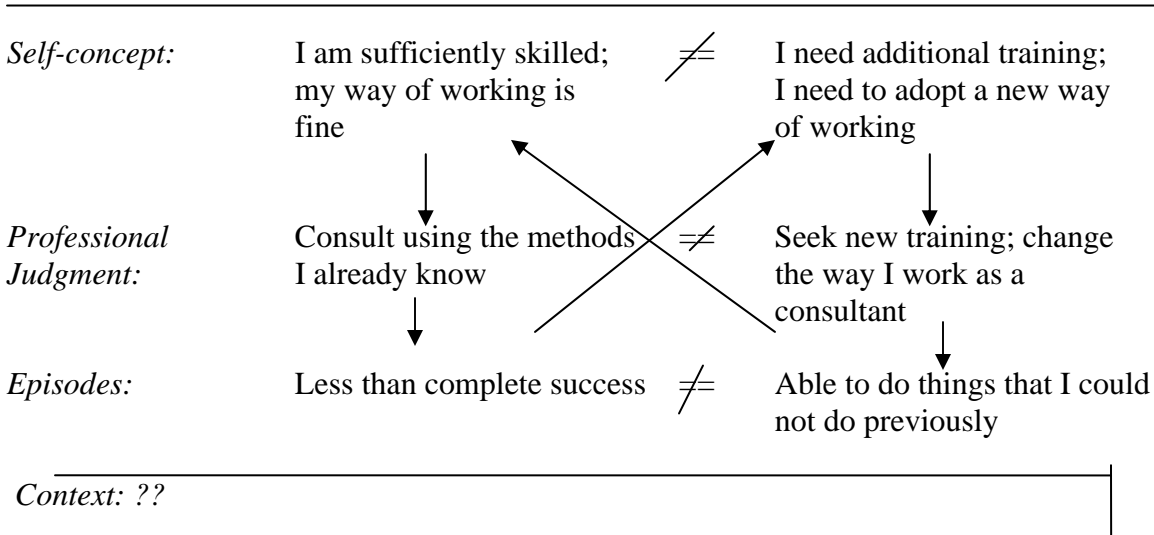 Self-concept: I am sufficiently skilled; ≠ I need additional training;
my way of working is I need to adopt a new way
fine of working
Professional Consult using the methods ≠ Seek new training; change
Judgment: I already know the way I work as a
consultant
Episodes: Less than complete success ≠ Able to do things that I could
not do previously
Context: ??